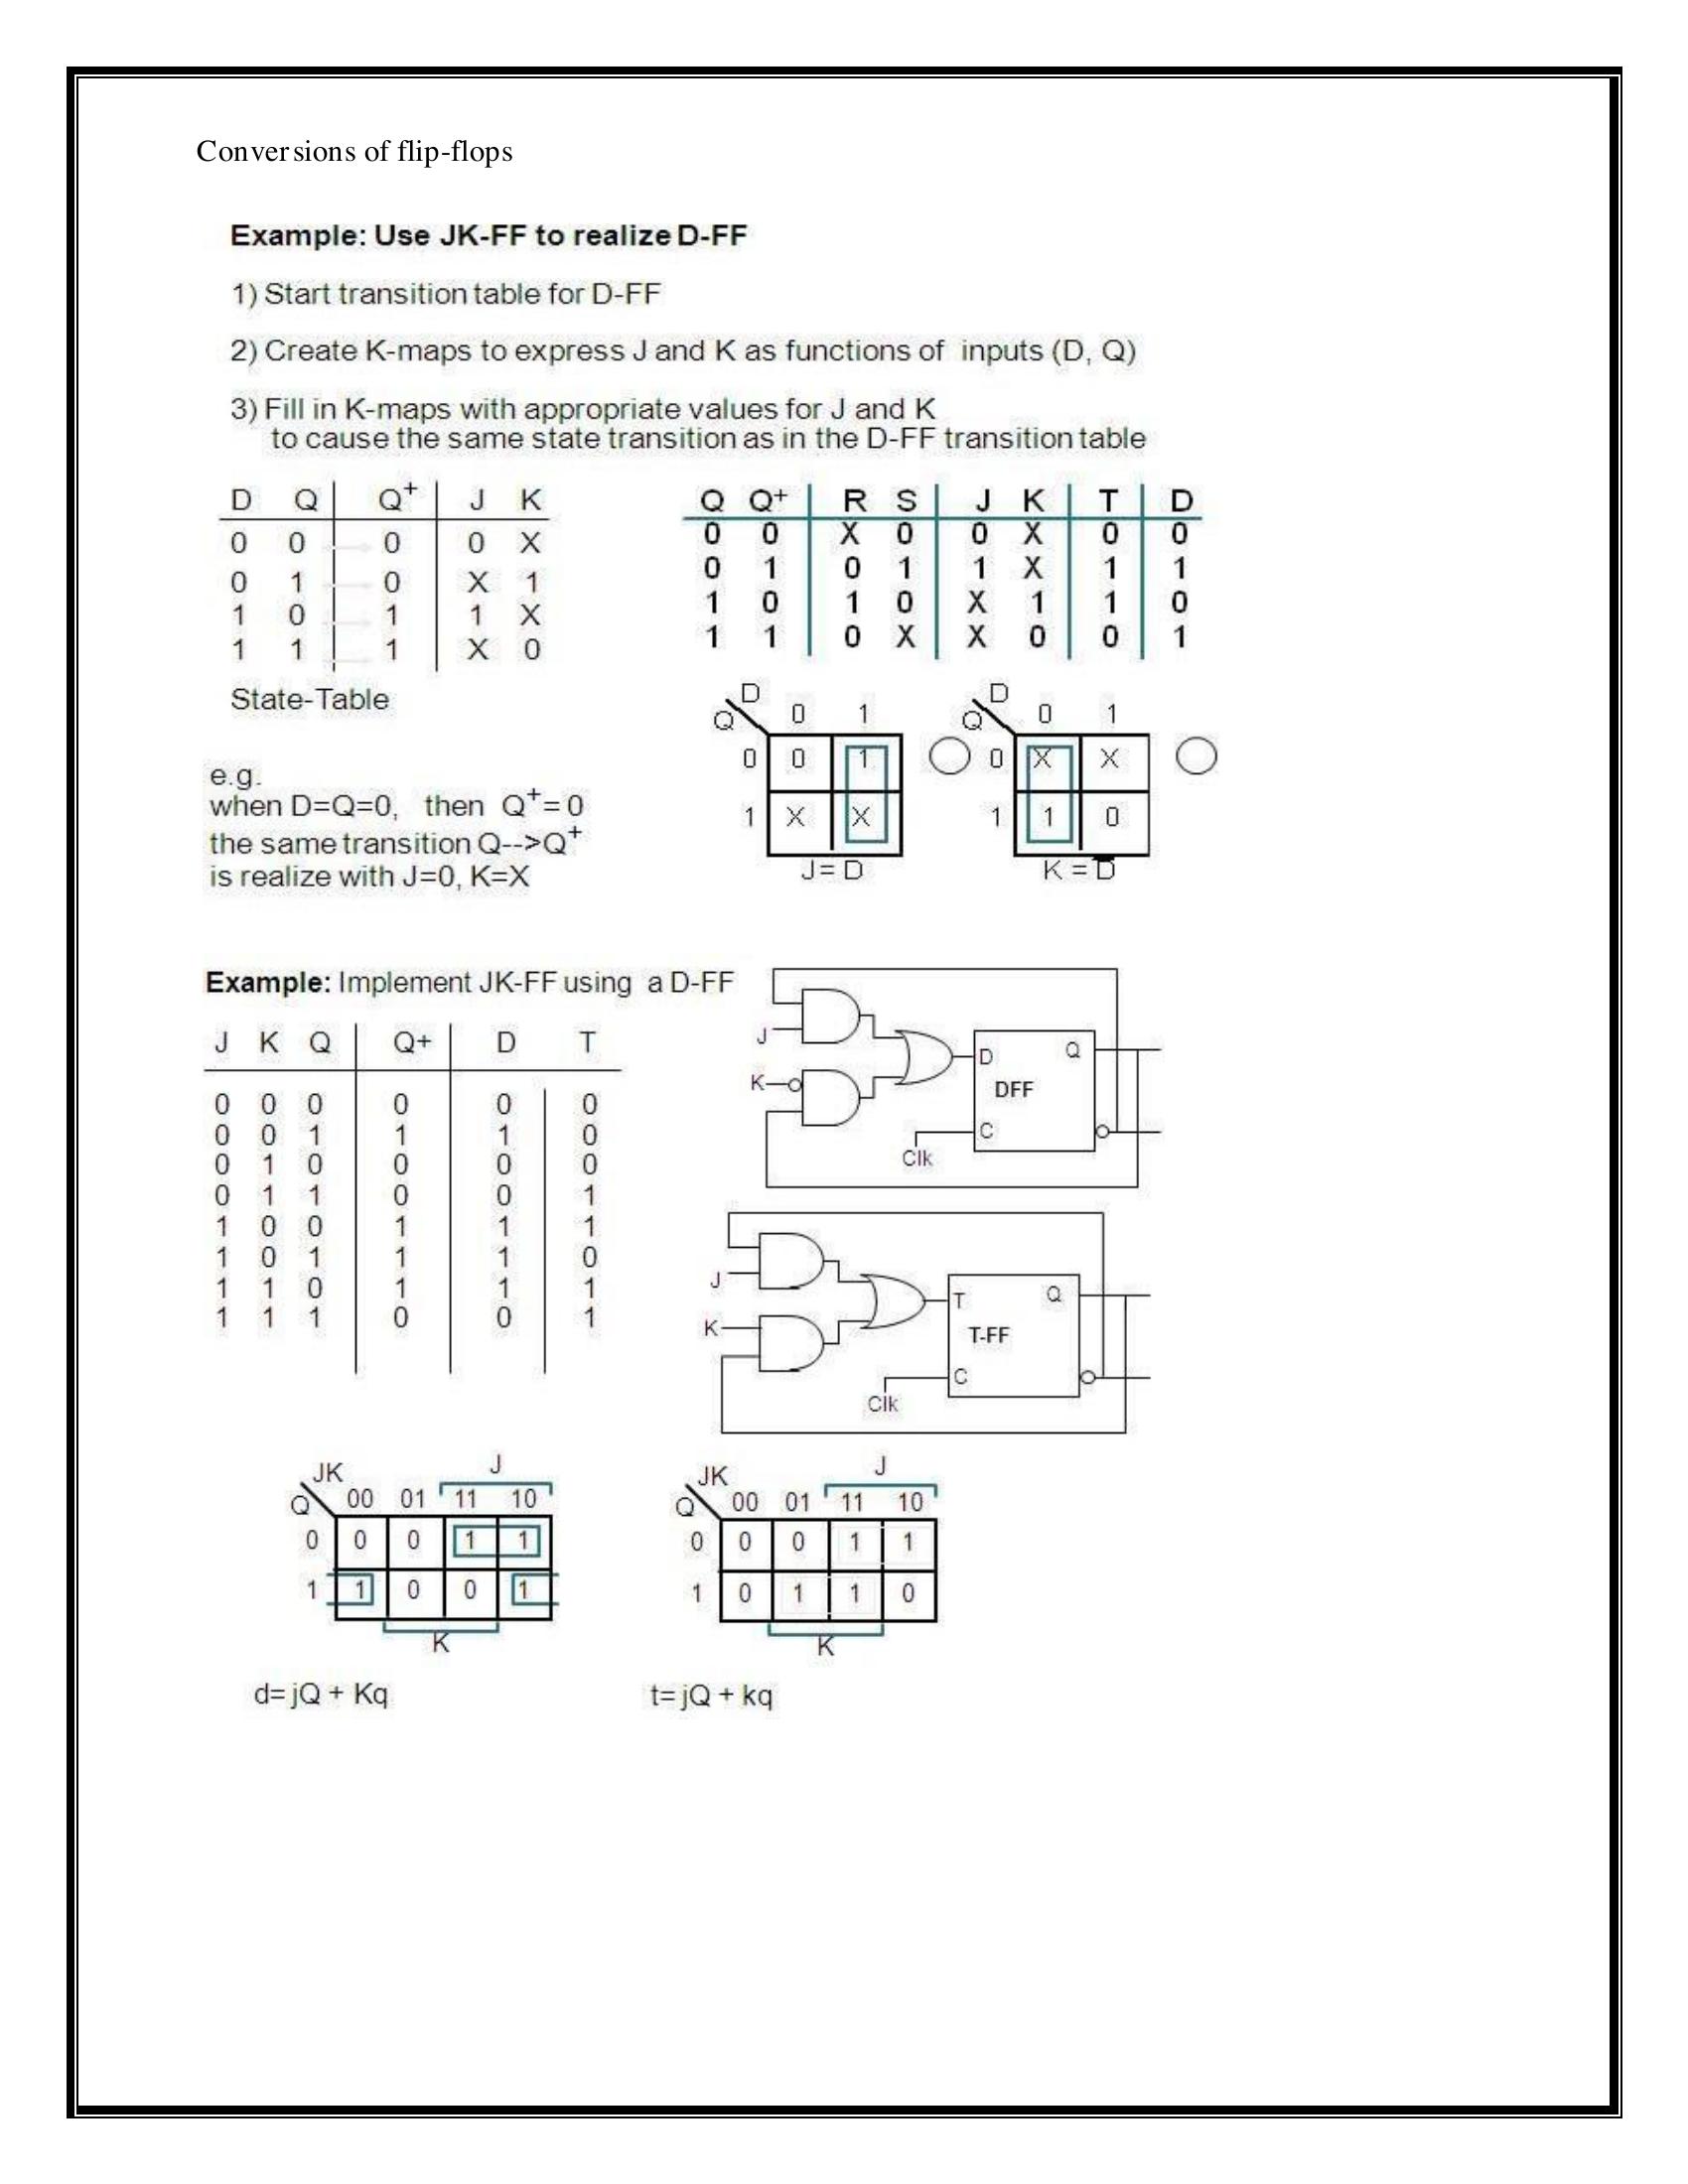 Conversions of flip-flops
Example: Use JK-FF to realize D-FF
1) Start transition table for D-FF
2) Create K-maps to express J and K as functions of inputs (D, Q)
3) Fill in K-maps with appropriate values for J and K
to cause the same state transition as in the D-FF transition table
D Q Q+ J K
0 0 0 0 X
0 1 0 X 1
1 0 1 1 X
1 1 1 X 0
State-Table
Q Q+ R S J K T D
0 0 X 0 0 X 0 0
0 1 0 1 1 X 1 1
1 0 1 0 X 1 1 0
1 1 0 X X 0 0 1
e.g.
when D=Q=0, then Q+= 0
the same transition Q-->Q+
is realize with J=0, K=X
D
Q 0 1
0 0 1
1 X X
J= D
D
Q 0 1
0 X X
1 1 0
K = D̅
Example: Implement JK-FF using a D-FF
J K Q Q+ D T
0 0 0 0 0 0
0 0 1 1 1 0
0 1 0 0 0 0
0 1 1 0 0 1
1 0 0 1 1 1
1 0 1 1 1 0
1 1 0 1 1 1
1 1 1 0 0 1
J
K
D Q
DFF
C
Clk
J
K
T Q
T-FF
C
Clk
J
JK
Q 00 01 11 10
0 0 0 1 1
1 1 0 0 1
K
d= jQ + Kq
J
JK
Q 00 01 11 10
0 0 0 1 1
1 0 1 1 0
K
t= jQ + kq